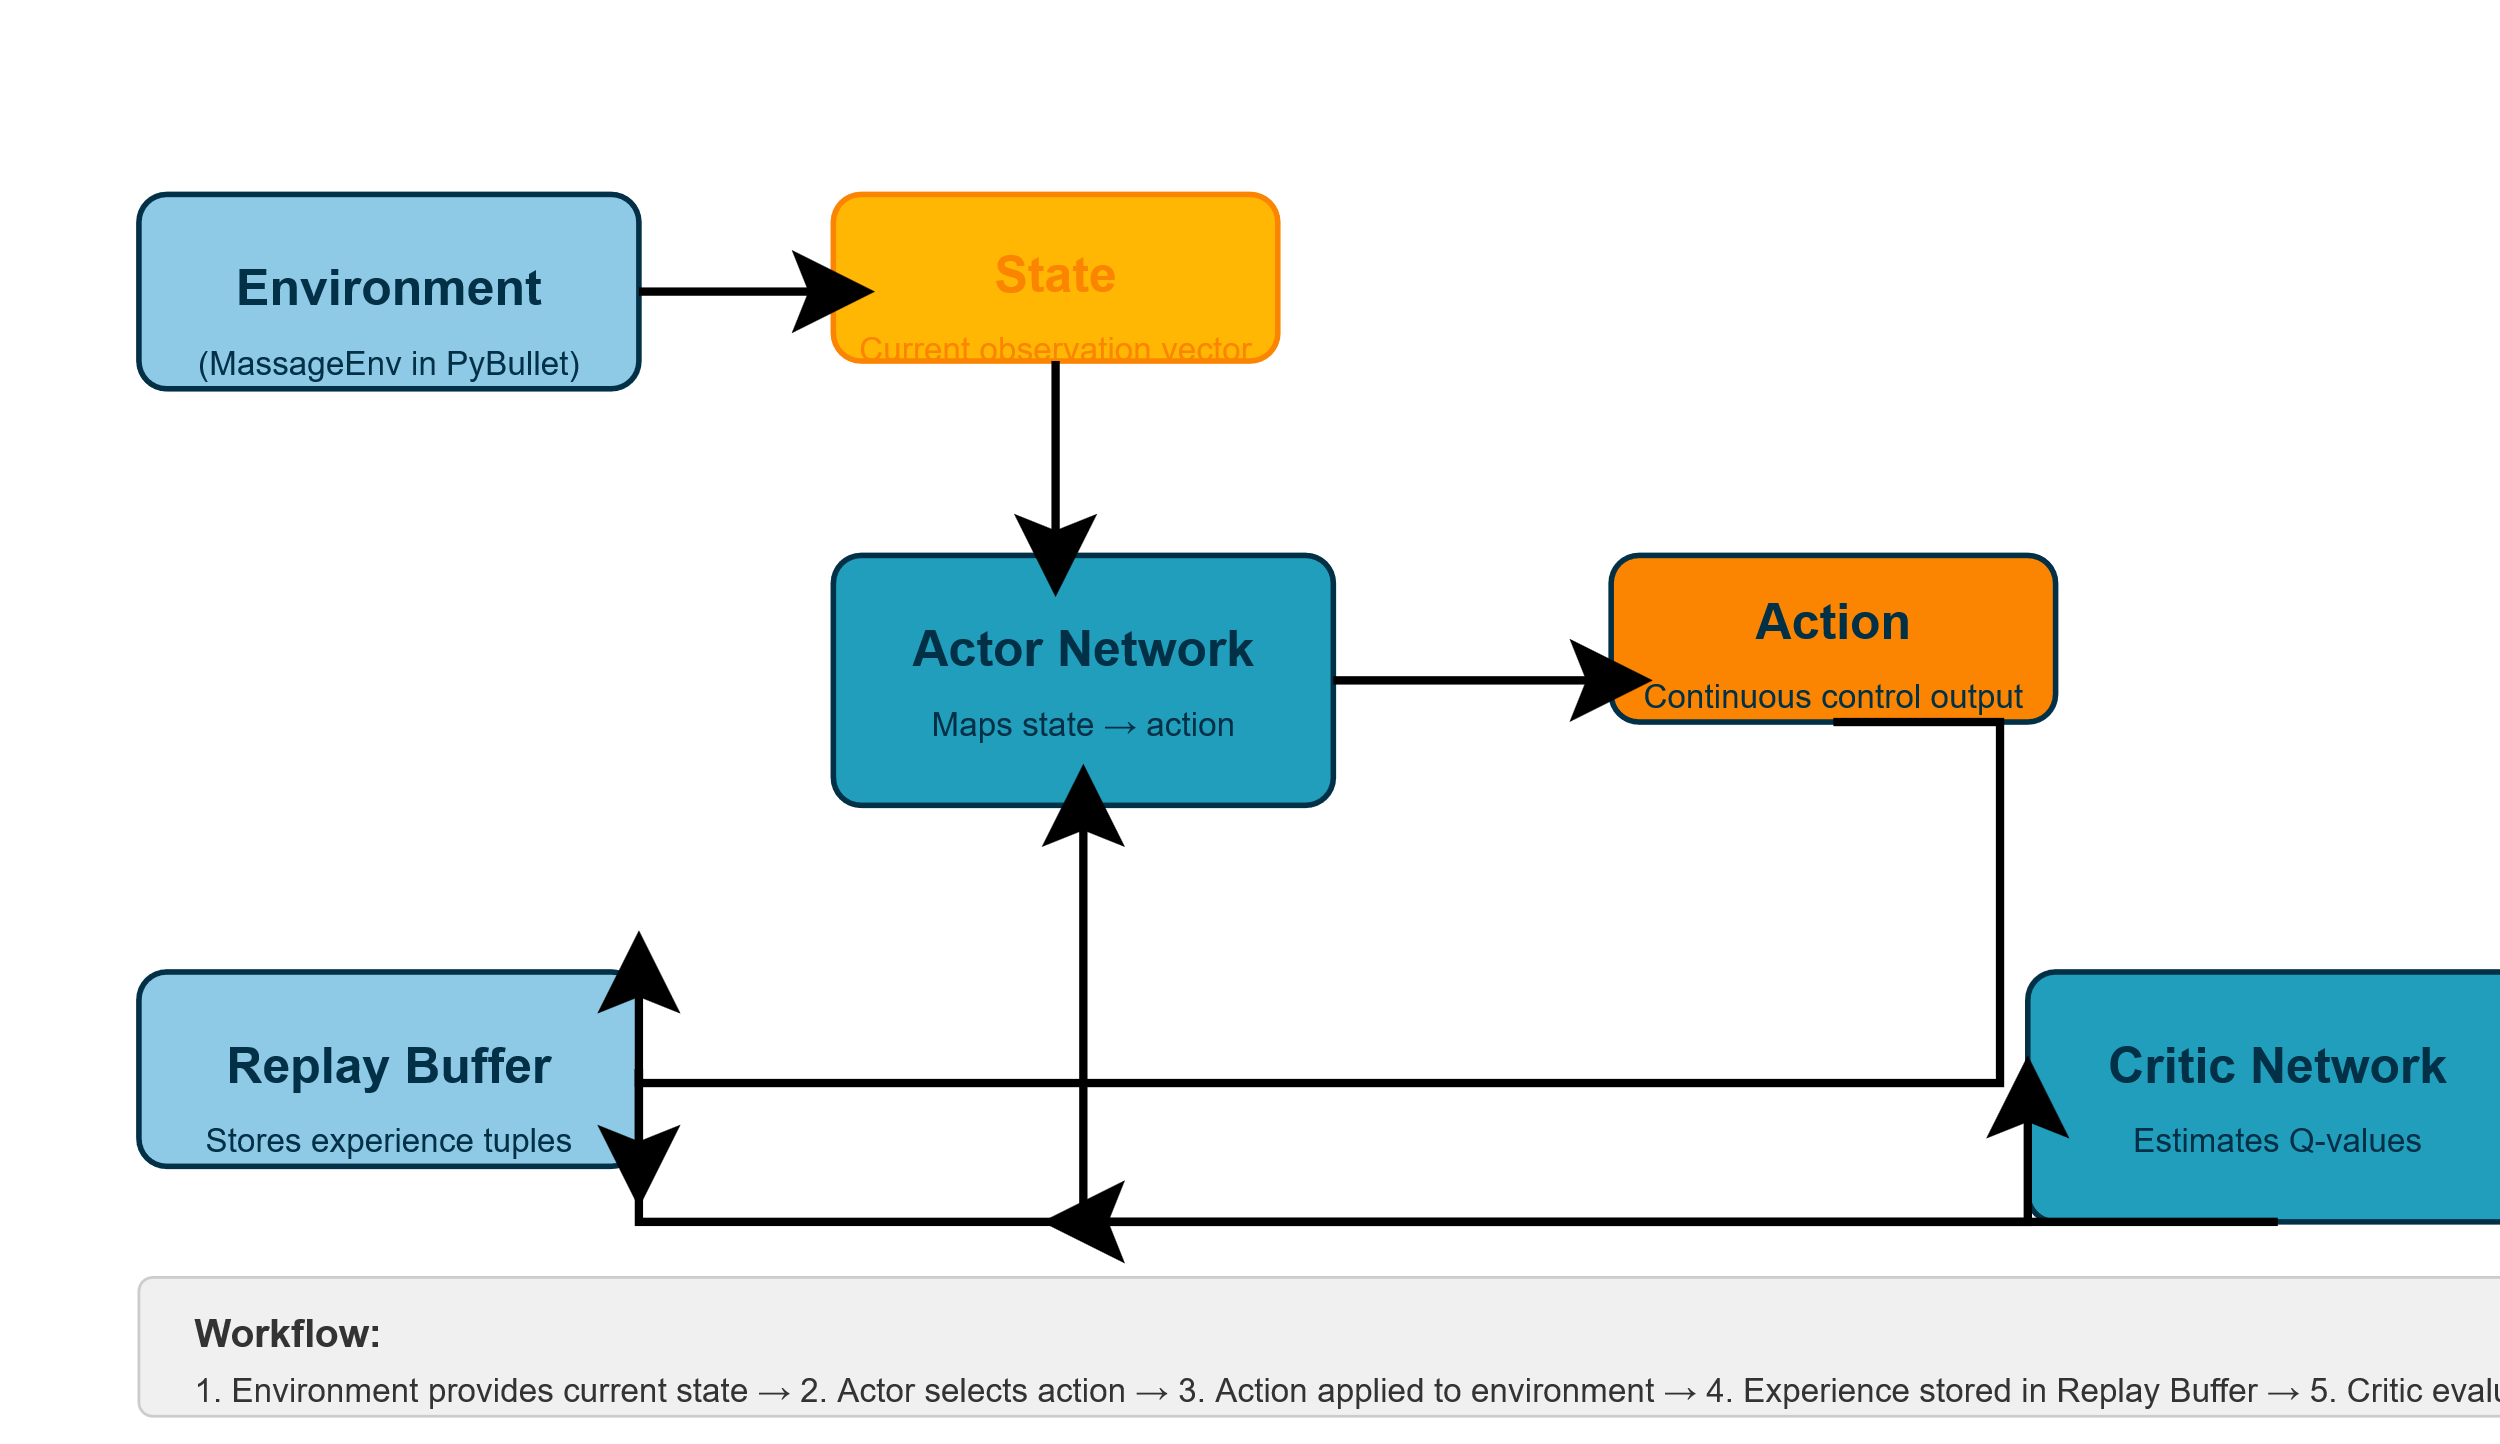 Environment
(MassageEnv in PyBullet)
State
Current observation vector
Actor Network
Maps state → action
Action
Continuous control output
Replay Buffer
Stores experience tuples
Critic Network
Estimates Q-values
Workflow:
1. Environment provides current state → 2. Actor selects action → 3. Action applied to environment → 4. Experience stored in Replay Buffer → 5. Critic